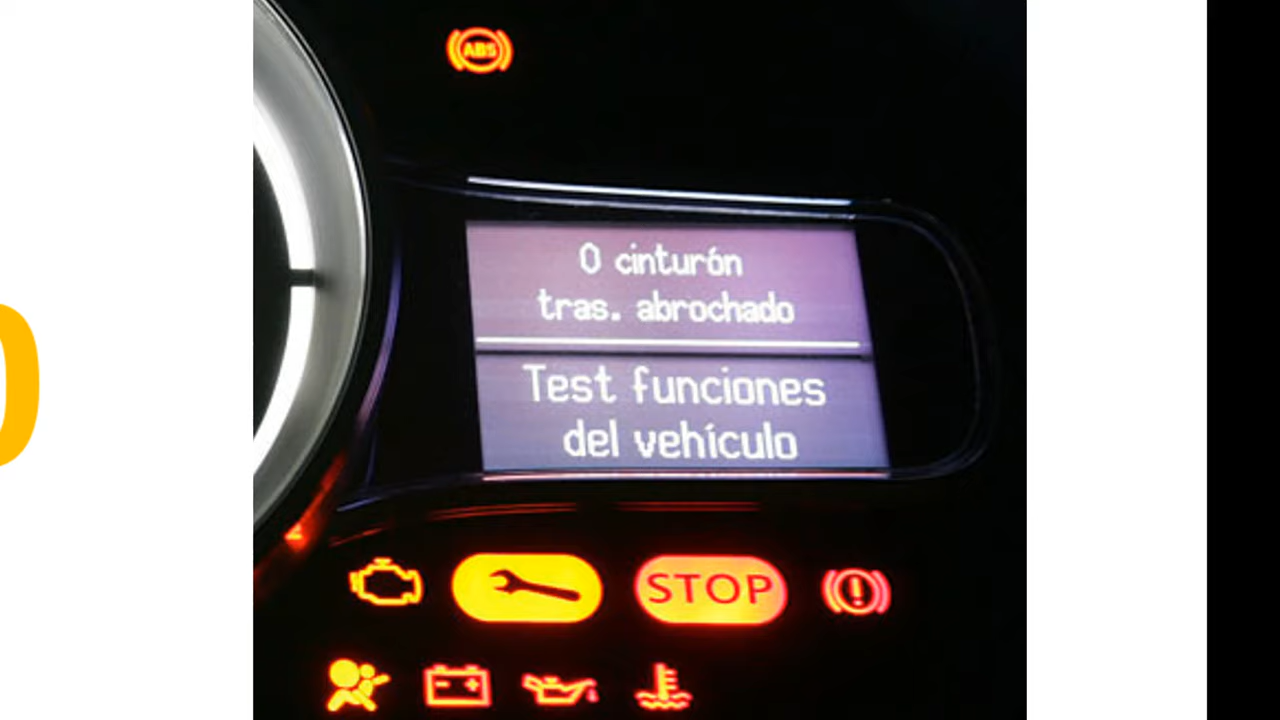 ABS
0 cinturón
tras. abrochado
Test funciones
del vehículo
STOP